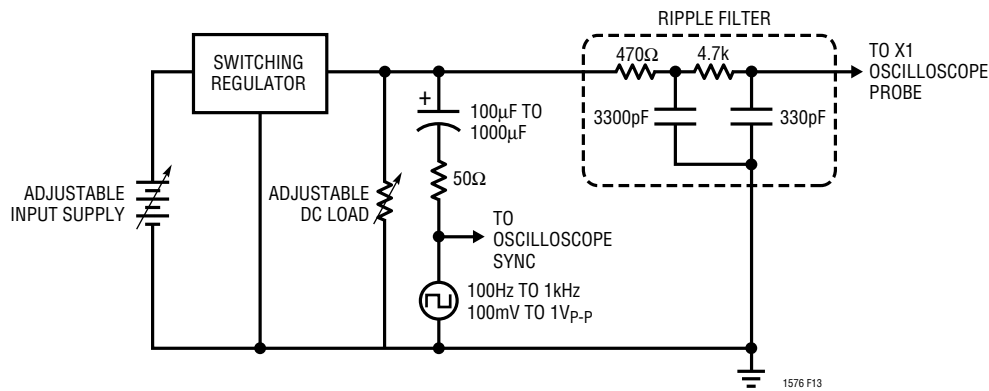 RIPPLE FILTER
SWITCHING
REGULATOR
470Ω
4.7k
TO X1
OSCILLOSCOPE
PROBE
+
100µF TO
1000µF
3300pF
330pF
ADJUSTABLE
INPUT SUPPLY
ADJUSTABLE
DC LOAD
50Ω
TO
OSCILLOSCOPE
SYNC
100Hz TO 1kHz
100mV TO 1VP-P
1576 F13